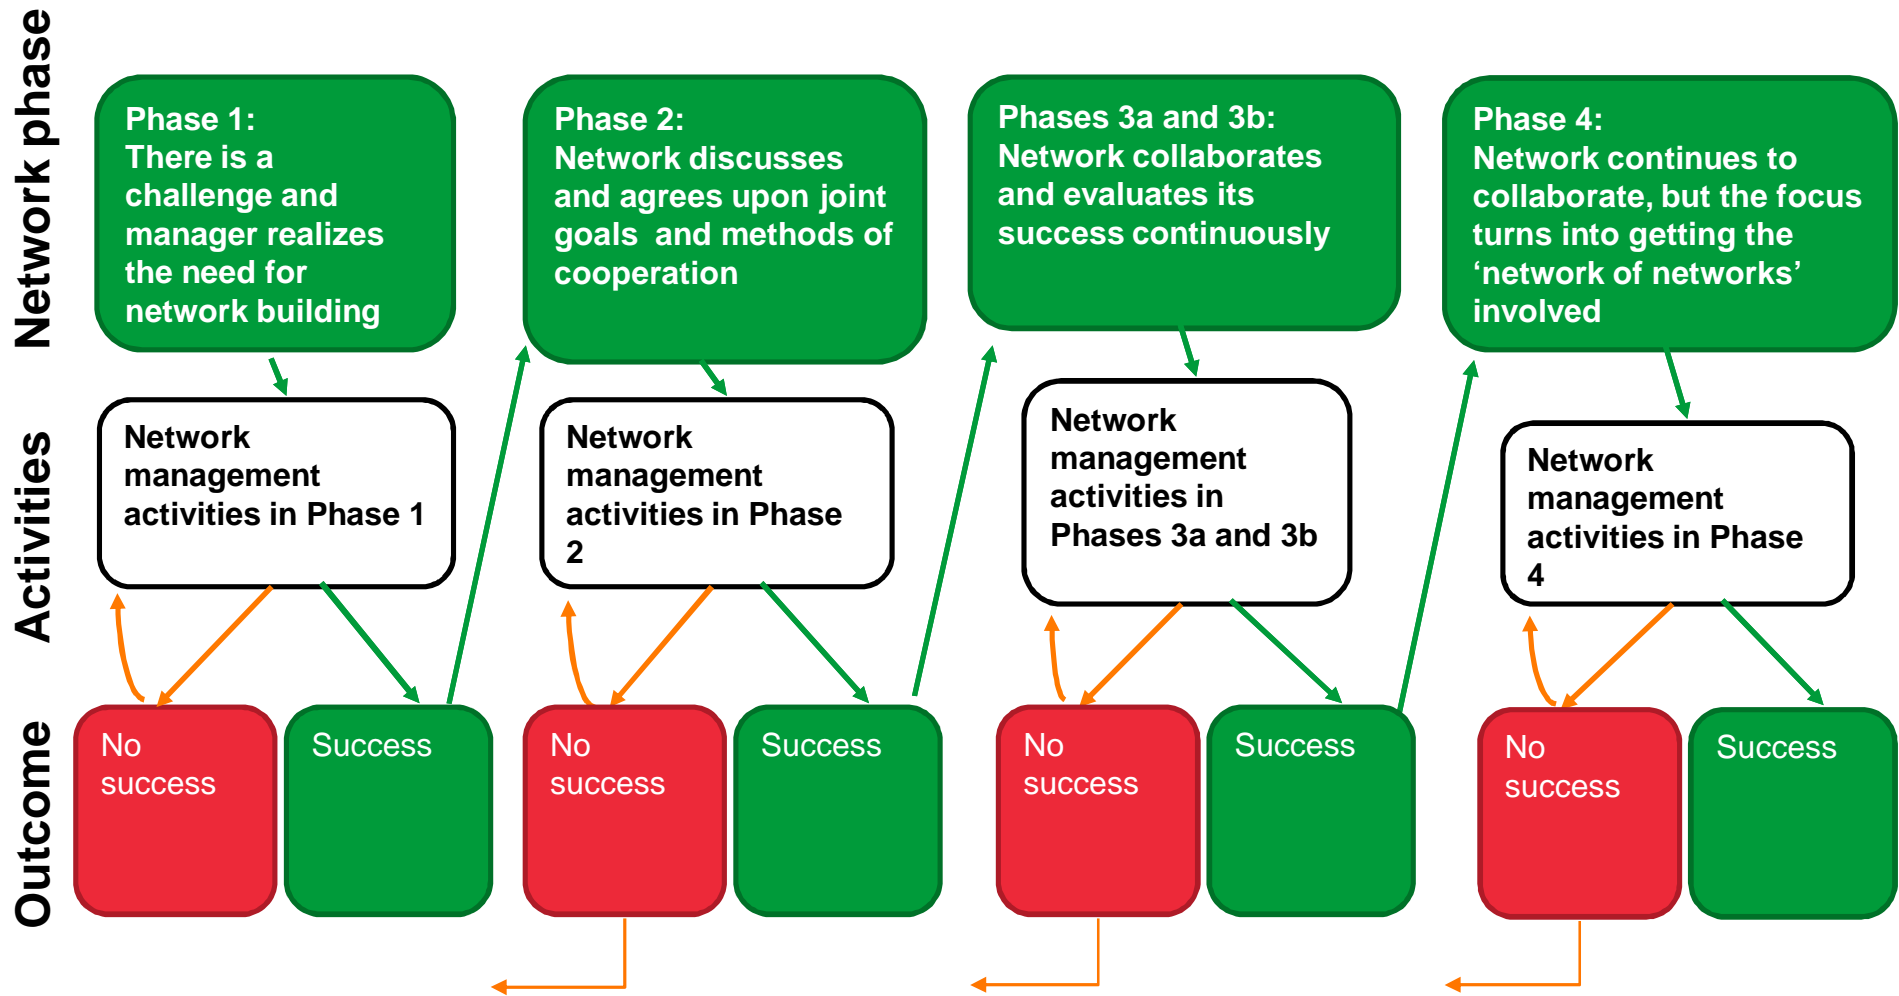 Network phase
Phase 1:
There is a
challenge and
manager realizes
the need for
network building
Phase 2:
Network discusses
and agrees upon joint
goals  and methods of
cooperation
Phases 3a and 3b:
Network collaborates
and evaluates its
success continuously
Phase 4:
Network continues to
collaborate, but the focus
turns into getting the
‘network of networks’
involved
Activities
Network
management
activities in Phase 1
Network
management
activities in Phase
2
Network
management
activities in
Phases 3a and 3b
Network
management
activities in Phase
4
Outcome
No
success
Success
No
success
Success
No
success
Success
No
success
Success